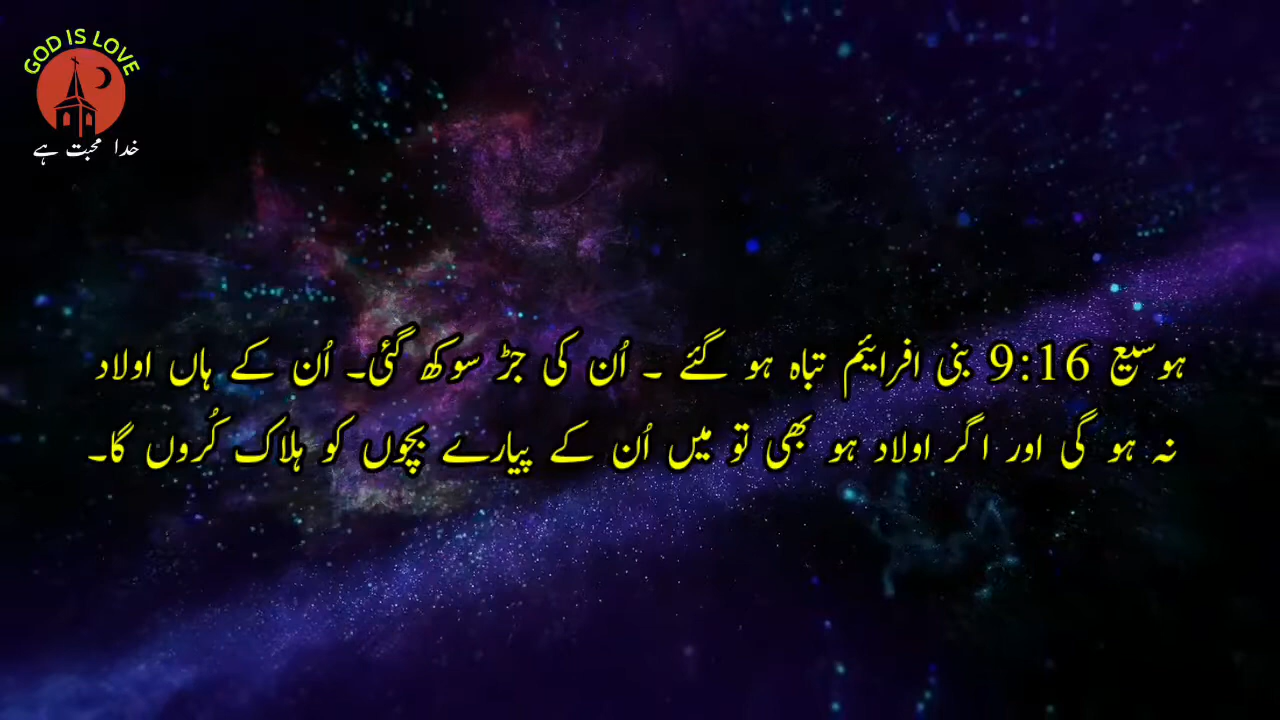 GOD IS LOVE
خدا محبت ہے
ہوسیع 9:16 بنی افرائیم تباہ ہو گئے ۔ اُن کی جڑ سوکھ گئی۔ اُن کے ہاں اولاد
نہ ہو گی اور اگر اولاد ہو بھی تو میں اُن کے پیارے بچوں کو ہلاک کُروں گا۔